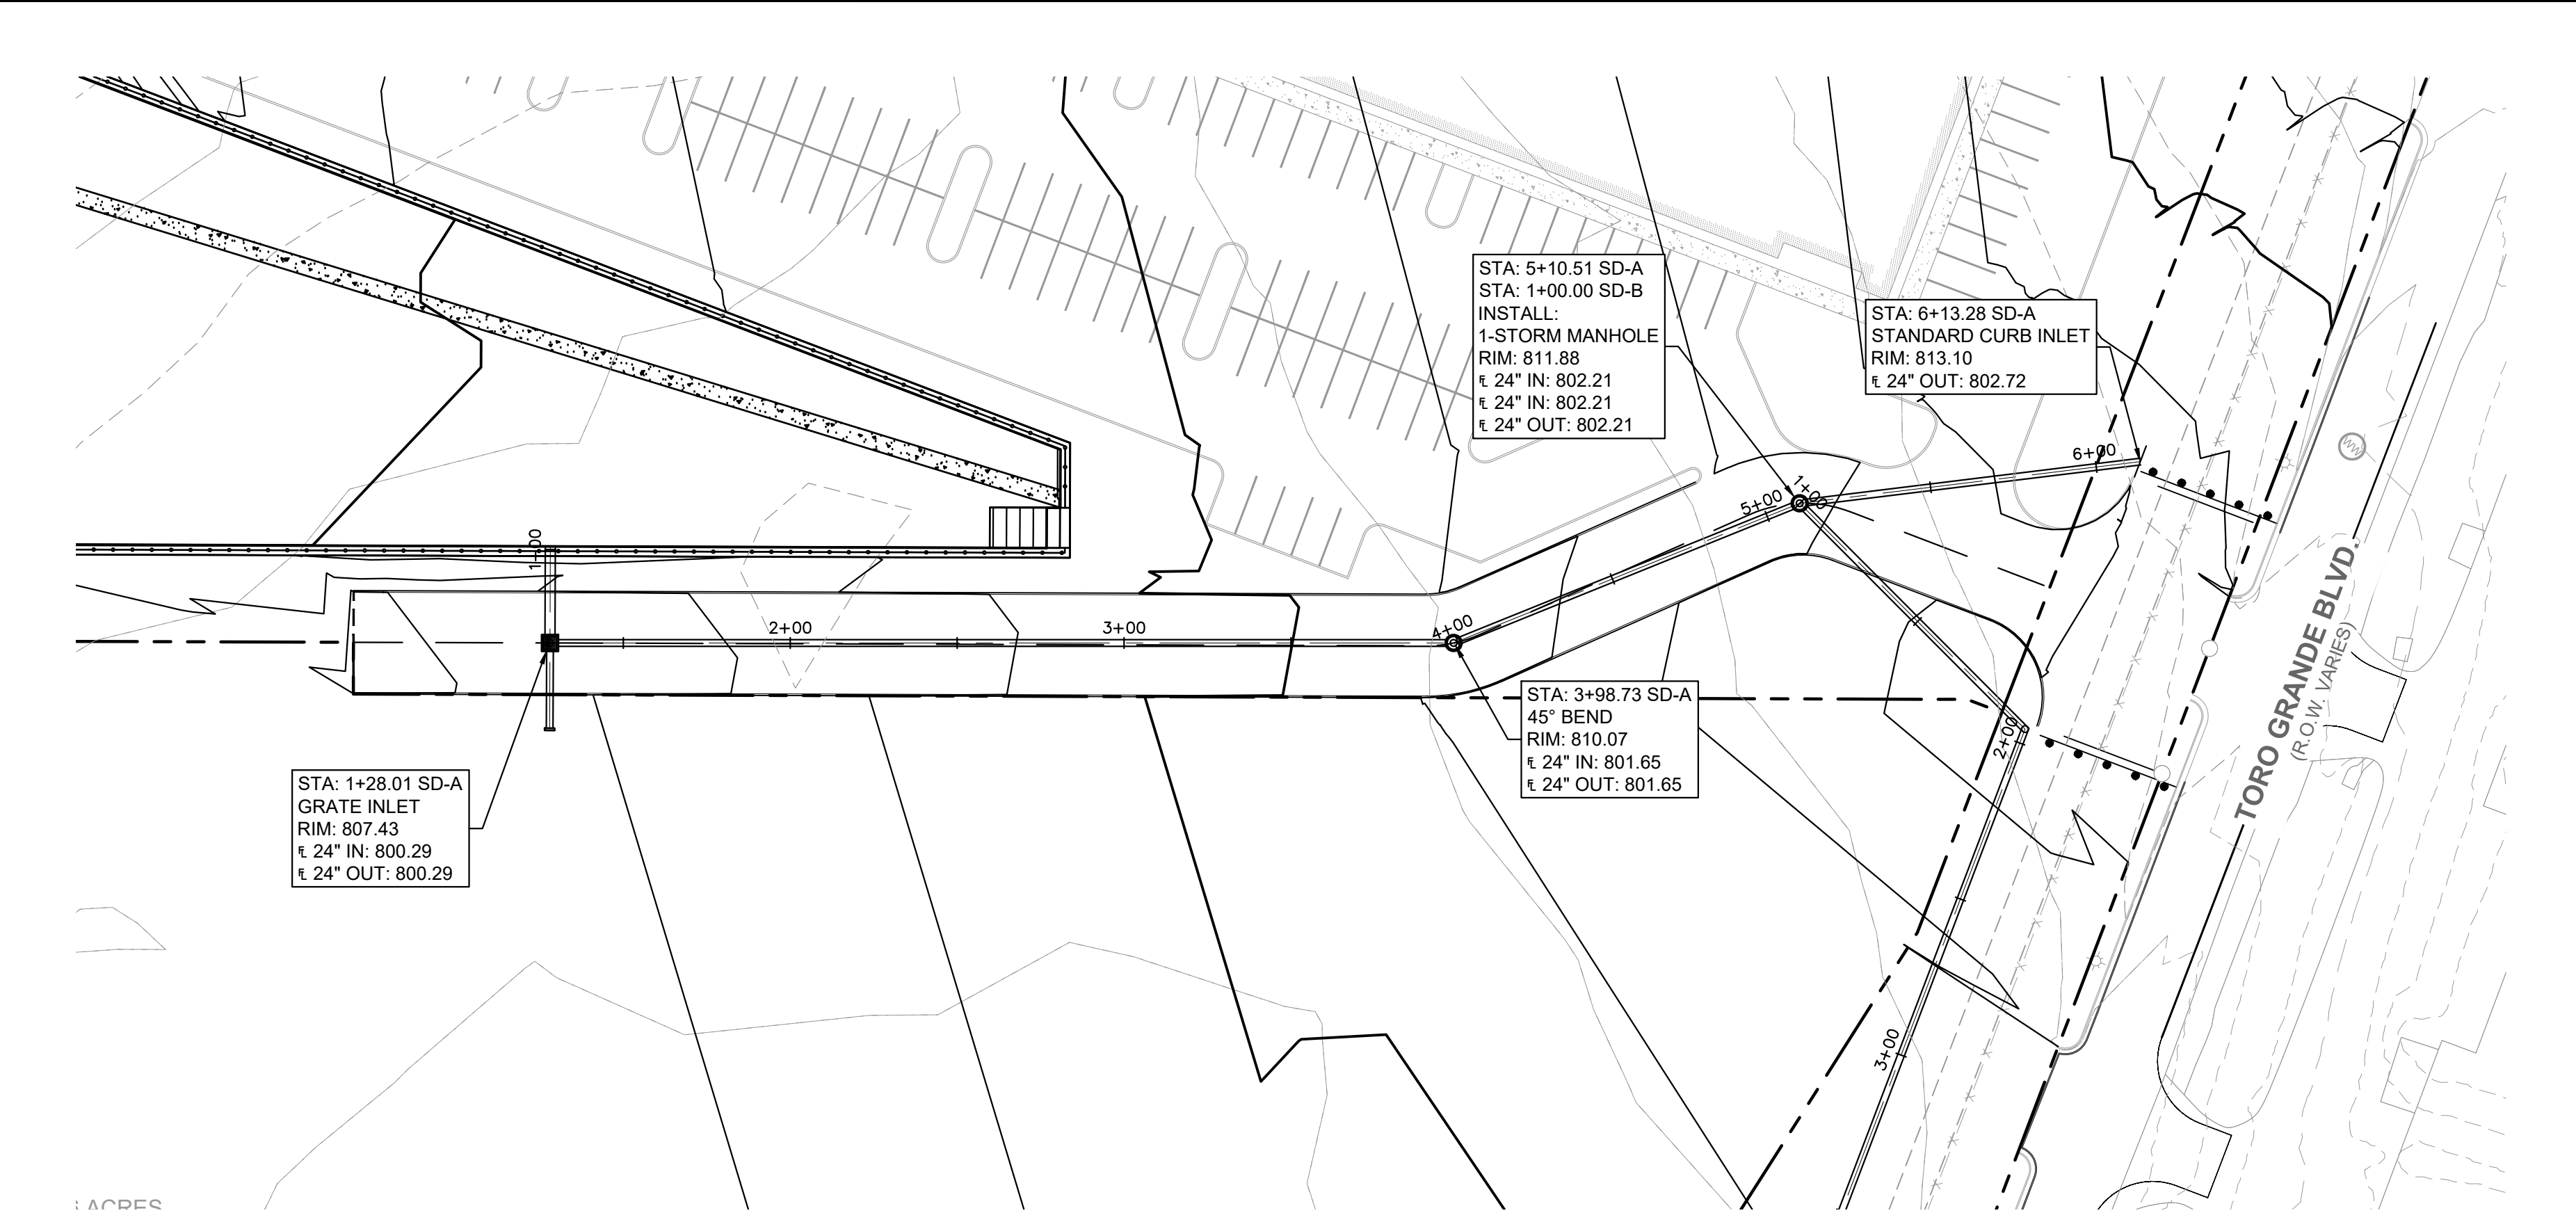 STA: 5+10.51 SD-A
STA: 1+00.00 SD-B
INSTALL:
1-STORM MANHOLE
RIM: 811.88
℄ 24" IN: 802.21
℄ 24" IN: 802.21
℄ 24" OUT: 802.21
STA: 6+13.28 SD-A
STANDARD CURB INLET
RIM: 813.10
℄ 24" OUT: 802.72
6+00
WW
1+00
5+00
1+00
2+00
3+00
4+00
TORO GRANDE BLVD.
(R.O.W. VARIES)
STA: 3+98.73 SD-A
45° BEND
RIM: 810.07
℄ 24" IN: 801.65
℄ 24" OUT: 801.65
2+00
STA: 1+28.01 SD-A
GRATE INLET
RIM: 807.43
℄ 24" IN: 800.29
℄ 24" OUT: 800.29
3+00
ACRES